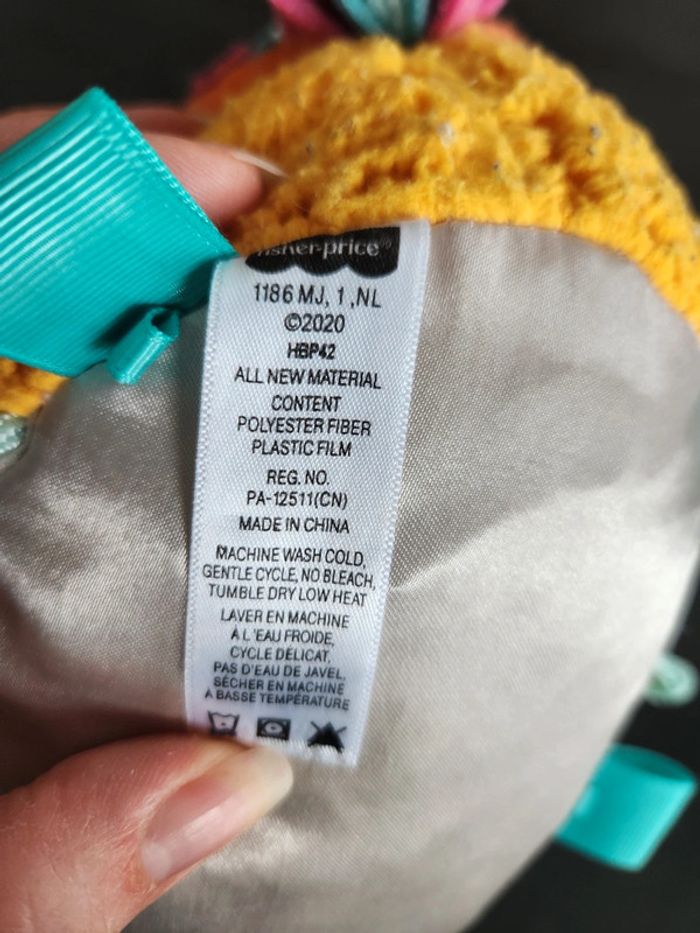 fisher-price®
1186 MJ, 1 ,NL
©2020
HBP42
ALL NEW MATERIAL
CONTENT
POLYESTER FIBER
PLASTIC FILM
REG. NO.
PA-12511(CN)
MADE IN CHINA
MACHINE WASH COLD,
GENTLE CYCLE, NO BLEACH,
TUMBLE DRY LOW HEAT
LAVER EN MACHINE
À L'EAU FROIDE,
CYCLE DÉLICAT,
PAS D'EAU DE JAVEL,
SÉCHER EN MACHINE
À BASSE TEMPÉRATURE